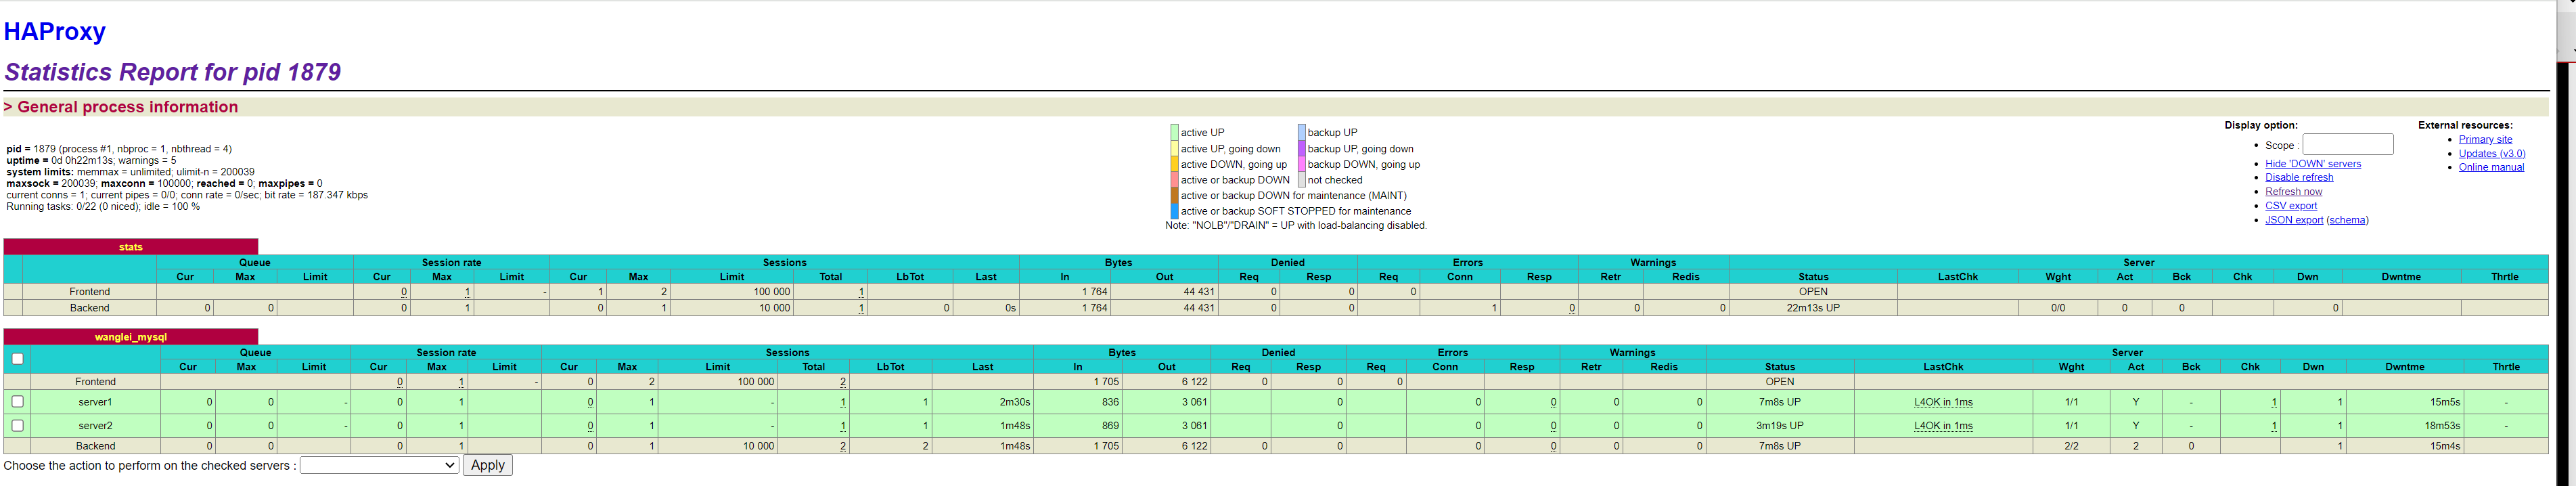 HAProxy
Statistics Report for pid 1879
> General process information
pid = 1879 (process #1, nbproc = 1, nbthread = 4)
uptime = 0d 0h22m13s; warnings = 5
system limits: memmax = unlimited; ulimit-n = 200039
maxsock = 200039; maxconn = 100000; reached = 0; maxpipes = 0
current conns = 1; current pipes = 0/0; conn rate = 0/sec; bit rate = 187.347 kbps
Running tasks: 0/22 (0 niced); idle = 100 %
active UP backup UP
active UP, going down backup UP, going down
active DOWN, going up backup DOWN, going up
active or backup DOWN not checked
active or backup DOWN for maintenance (MAINT)
active or backup SOFT STOPPED for maintenance
Note: "NOLB"/"DRAIN" = UP with load-balancing disabled.
Display option:
Scope :
Hide 'DOWN' servers
Disable refresh
Refresh now
CSV export
JSON export (schema)
External resources:
Primary site
Updates (v3.0)
Online manual
stats
Queue Session rate Sessions Bytes Denied Errors Warnings Server
Cur Max Limit Cur Max Limit Cur Max Limit Total LbTot Last In Out Req Resp Req Conn Resp Retr Redis Status LastChk Wght Act Bck Chk Dwn Dwntme Thrtle
Frontend 0 1 - 1 2 100 000 1 1 764 44 431 0 0 0 OPEN
Backend 0 0 0 1 0 1 10 000 1 0 0s 1 764 44 431 0 0 1 0 0 0 22m13s UP 0/0 0 0 0
wanglei_mysql
Queue Session rate Sessions Bytes Denied Errors Warnings Server
Cur Max Limit Cur Max Limit Cur Max Limit Total LbTot Last In Out Req Resp Req Conn Resp Retr Redis Status LastChk Wght Act Bck Chk Dwn Dwntme Thrtle
Frontend 0 1 - 0 2 100 000 2 1 705 6 122 0 0 0 OPEN
server1 0 0 - 0 1 0 1 - 1 1 2m30s 836 3 061 0 0 0 0 0 7m8s UP L4OK in 1ms 1/1 Y - 1 1 15m5s -
server2 0 0 - 0 1 0 1 - 1 1 1m48s 869 3 061 0 0 0 0 0 3m19s UP L4OK in 1ms 1/1 Y - 1 1 18m53s -
Backend 0 0 0 1 0 1 10 000 2 2 1m48s 1 705 6 122 0 0 0 0 0 0 7m8s UP 2/2 2 0 1 15m4s
Choose the action to perform on the checked servers : Apply